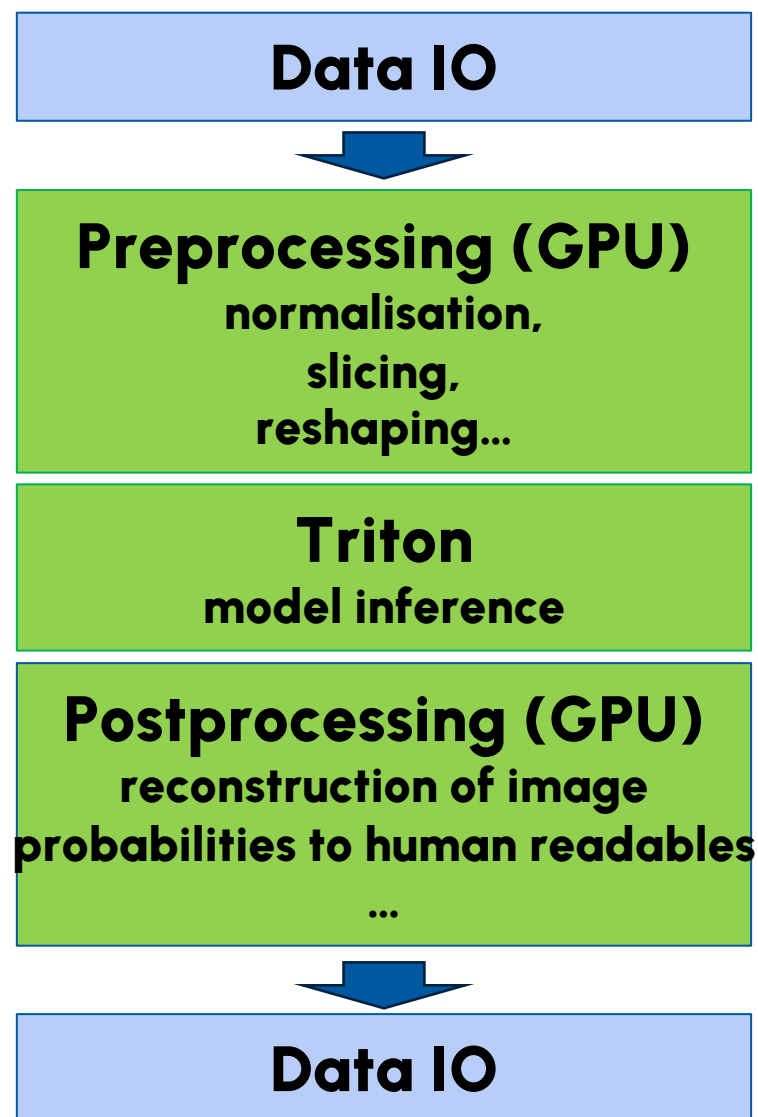 Data IO
Preprocessing (GPU)
normalisation,
slicing,
reshaping...
Triton
model inference
Postprocessing (GPU)
reconstruction of image
probabilities to human readables
...
Data IO